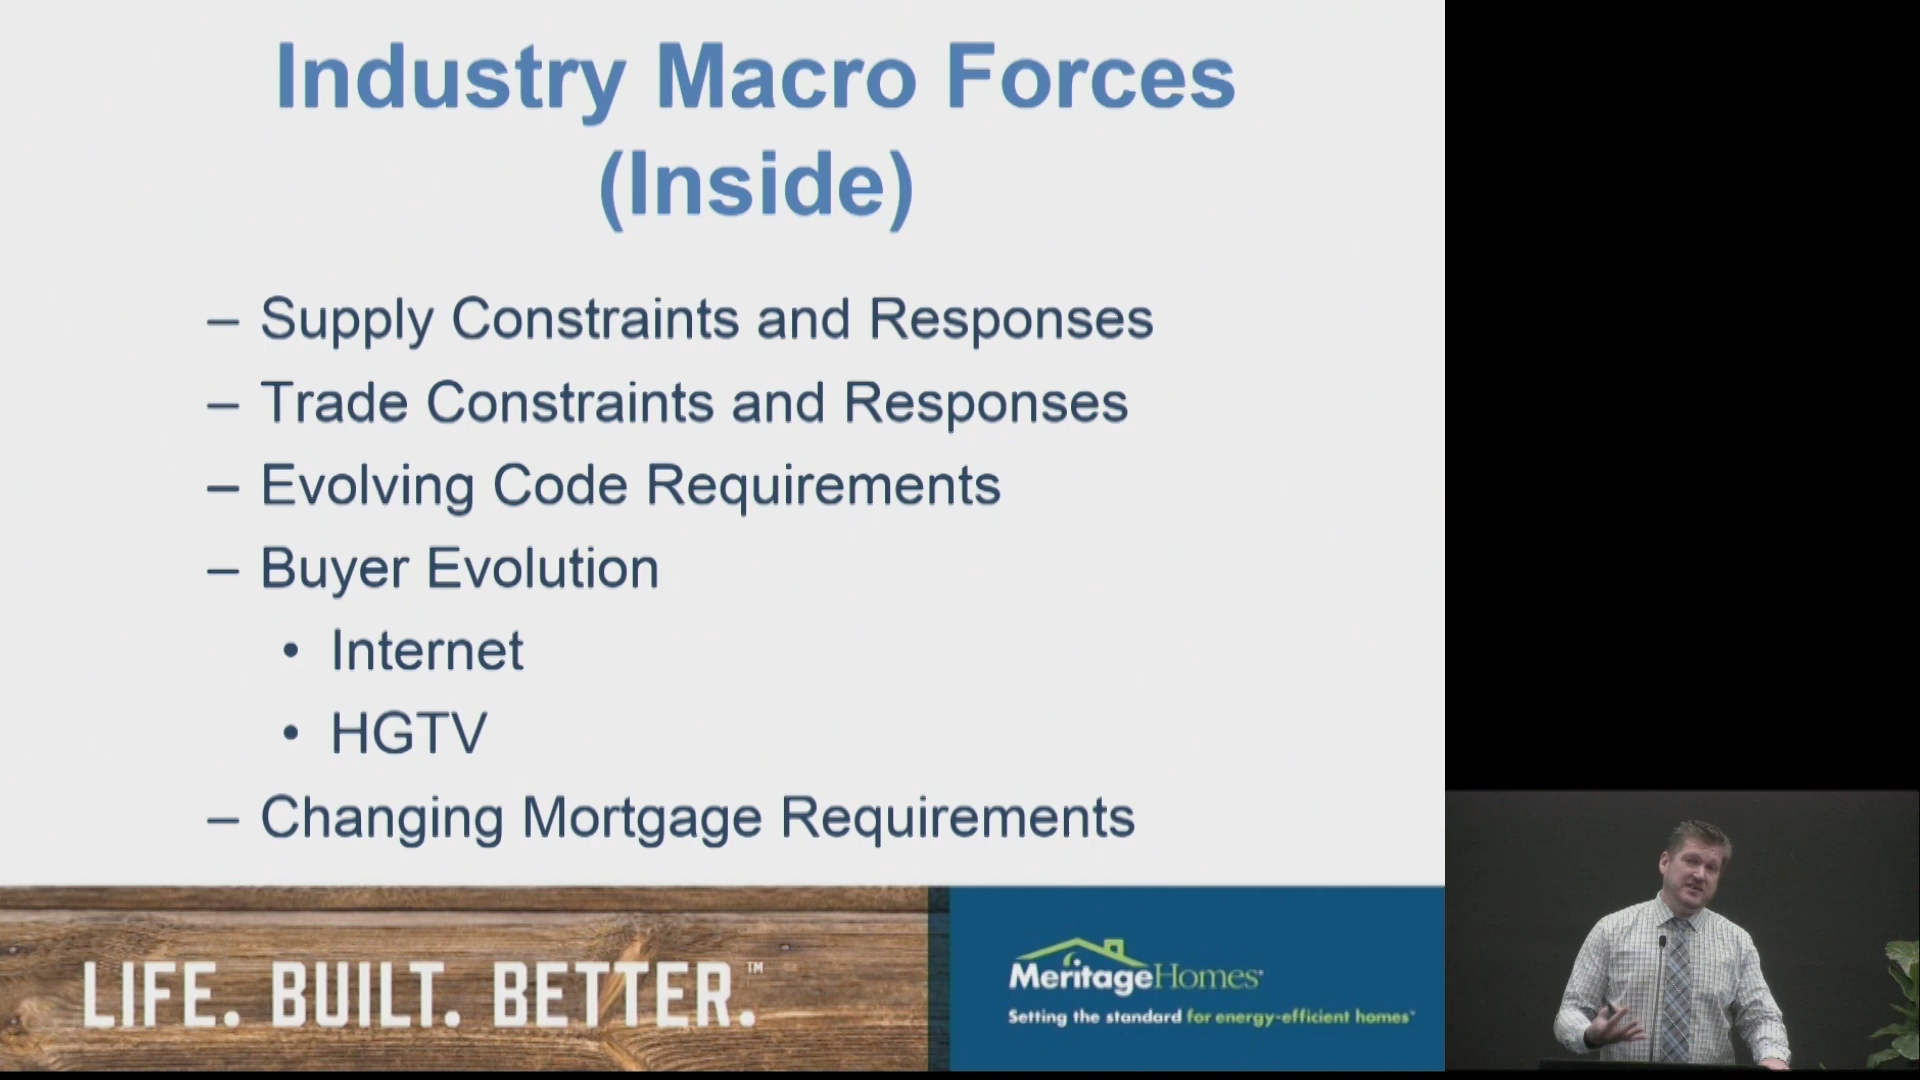 Industry Macro Forces
(Inside)
– Supply Constraints and Responses
– Trade Constraints and Responses
– Evolving Code Requirements
– Buyer Evolution
• Internet
• HGTV
– Changing Mortgage Requirements
LIFE. BUILT. BETTER.™
MeritageHomes®
Setting the standard for energy-efficient homes®